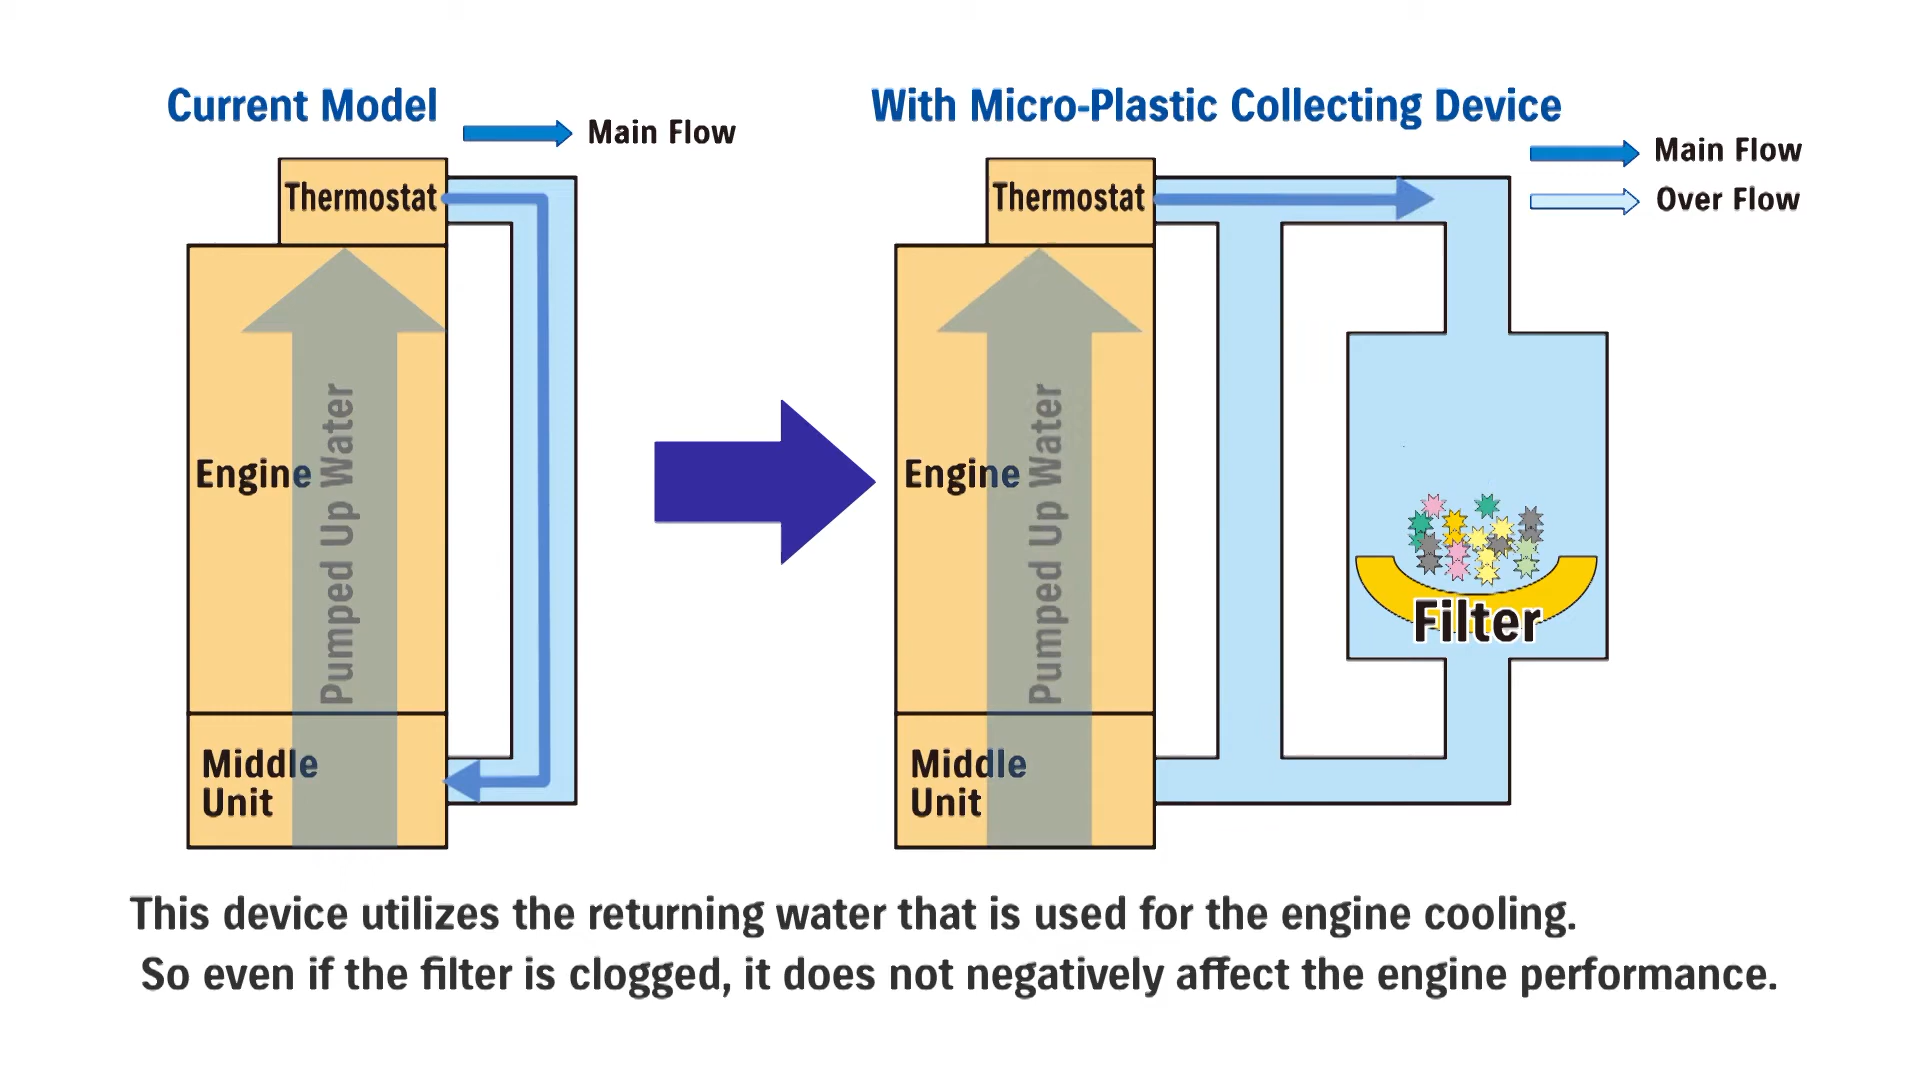 Current Model
Main Flow
Thermostat
Engine
Pumped Up Water
Middle
Unit
With Micro-Plastic Collecting Device
Main Flow
Over Flow
Thermostat
Engine
Pumped Up Water
Middle
Unit
Filter
This device utilizes the returning water that is used for the engine cooling.
So even if the filter is clogged, it does not negatively affect the engine performance.